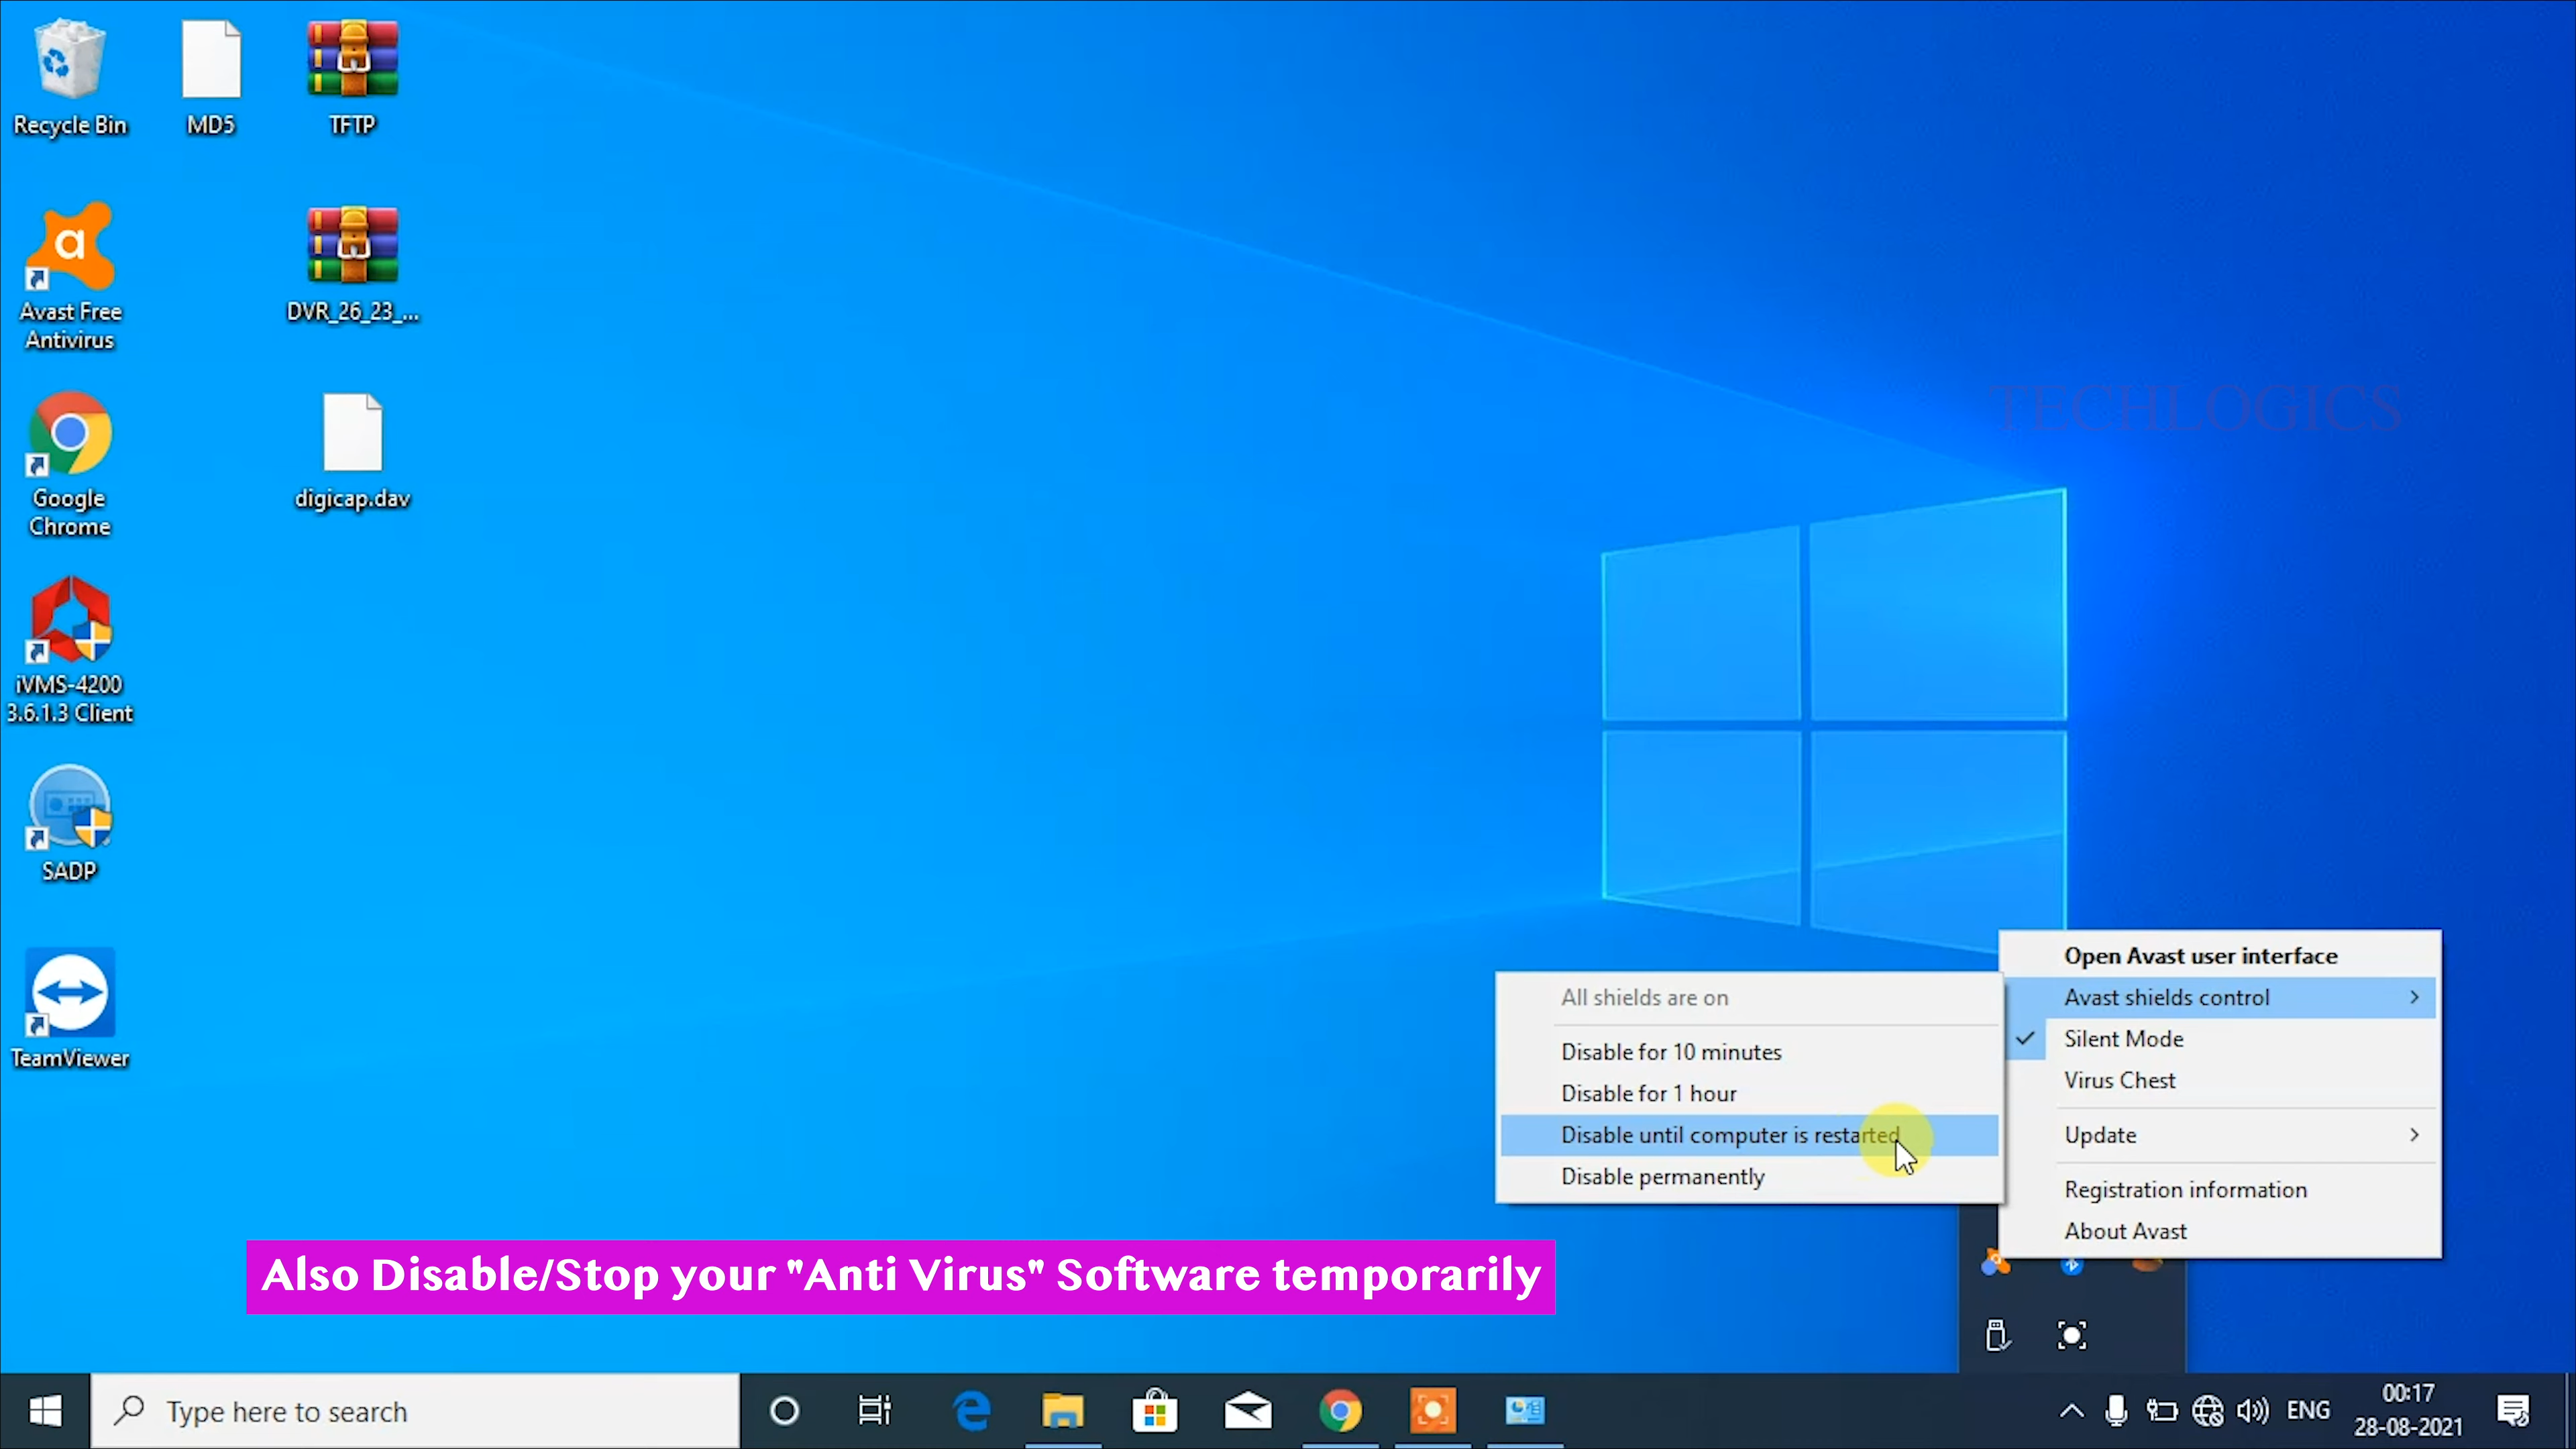 Recycle Bin
MD5
TFTP
Avast Free
Antivirus
DVR_26_23_...
Google
Chrome
digicap.dav
iVMS-4200
3.6.1.3 Client
SADP
TeamViewer
TECHLOGICS
Open Avast user interface
Avast shields control
Silent Mode
Virus Chest
Update
Registration information
About Avast
All shields are on
Disable for 10 minutes
Disable for 1 hour
Disable until computer is restarted
Disable permanently
Also Disable/Stop your "Anti Virus" Software temporarily
Type here to search
ENG
00:17
28-08-2021